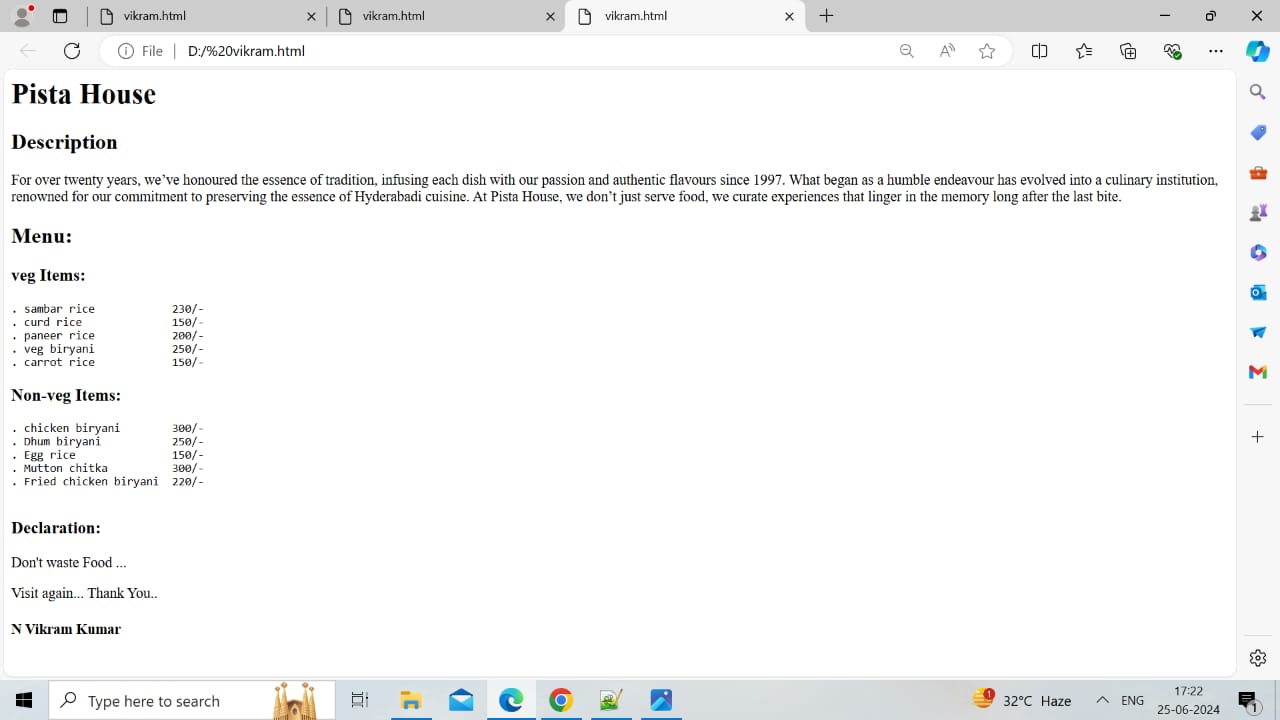 vikram.html
vikram.html
vikram.html
File
D:/%20vikram.html
Pista House
Description
For over twenty years, we’ve honoured the essence of tradition, infusing each dish with our passion and authentic flavours since 1997. What began as a humble endeavour has evolved into a culinary institution,
renowned for our commitment to preserving the essence of Hyderabadi cuisine. At Pista House, we don’t just serve food, we curate experiences that linger in the memory long after the last bite.
Menu:
veg Items:
. sambar rice 230/-
. curd rice 150/-
. paneer rice 200/-
. veg biryani 250/-
. carrot rice 150/-
Non-veg Items:
. chicken biryani 300/-
. Dhum biryani 250/-
. Egg rice 150/-
. Mutton chitka 300/-
. Fried chicken biryani 220/-
Declaration:
Don't waste Food ...
Visit again... Thank You..
N Vikram Kumar
Type here to search
1
32°C Haze
ENG
17:22
25-06-2024
1